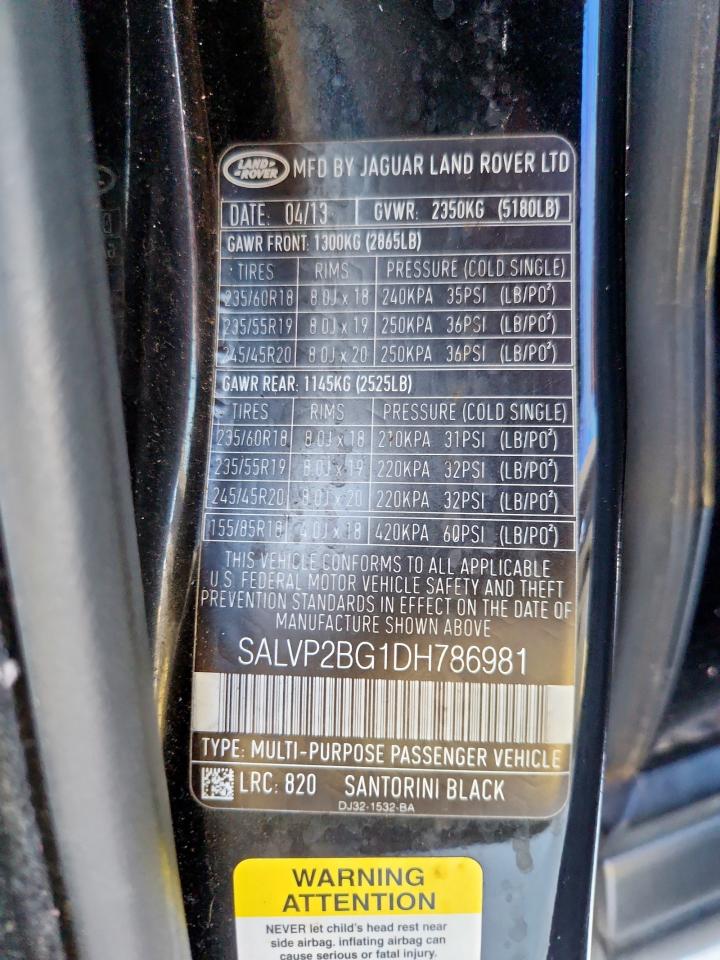 LAND ROVER MFD BY JAGUAR LAND ROVER LTD
DATE: 04/13 GVWR: 2350KG (5180LB)
GAWR FRONT: 1300KG (2865LB)
TIRES RIMS PRESSURE (COLD SINGLE)
235/60R18 8.0J x 18 240KPA 35PSI (LB/PO²)
235/55R19 8.0J x 19 250KPA 36PSI (LB/PO²)
245/45R20 8.0J x 20 250KPA 36PSI (LB/PO²)
GAWR REAR: 1145KG (2525LB)
TIRES RIMS PRESSURE (COLD SINGLE)
235/60R18 8.0J x 18 210KPA 31PSI (LB/PO²)
235/55R19 8.0J x 19 220KPA 32PSI (LB/PO²)
245/45R20 8.0J x 20 220KPA 32PSI (LB/PO²)
155/85R18 4.0J x 18 420KPA 60PSI (LB/PO²)
THIS VEHICLE CONFORMS TO ALL APPLICABLE
U.S. FEDERAL MOTOR VEHICLE SAFETY AND THEFT
PREVENTION STANDARDS IN EFFECT ON THE DATE OF
MANUFACTURE SHOWN ABOVE
SALVP2BG1DH786981
TYPE: MULTI-PURPOSE PASSENGER VEHICLE
LRC: 820 SANTORINI BLACK
DJ32-1532-BA
WARNING
ATTENTION
NEVER let child's head rest near
side airbag. inflating airbag can
cause serious or fatal injury.